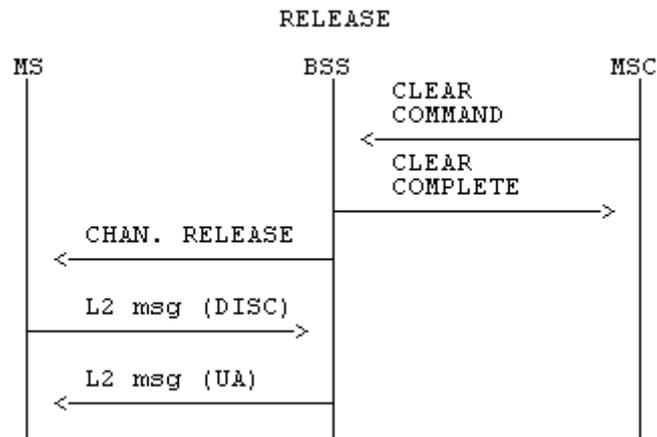 RELEASE
MS BSS MSC
CLEAR
COMMAND
CLEAR
COMPLETE
CHAN. RELEASE
L2 msg (DISC)
L2 msg (UA)